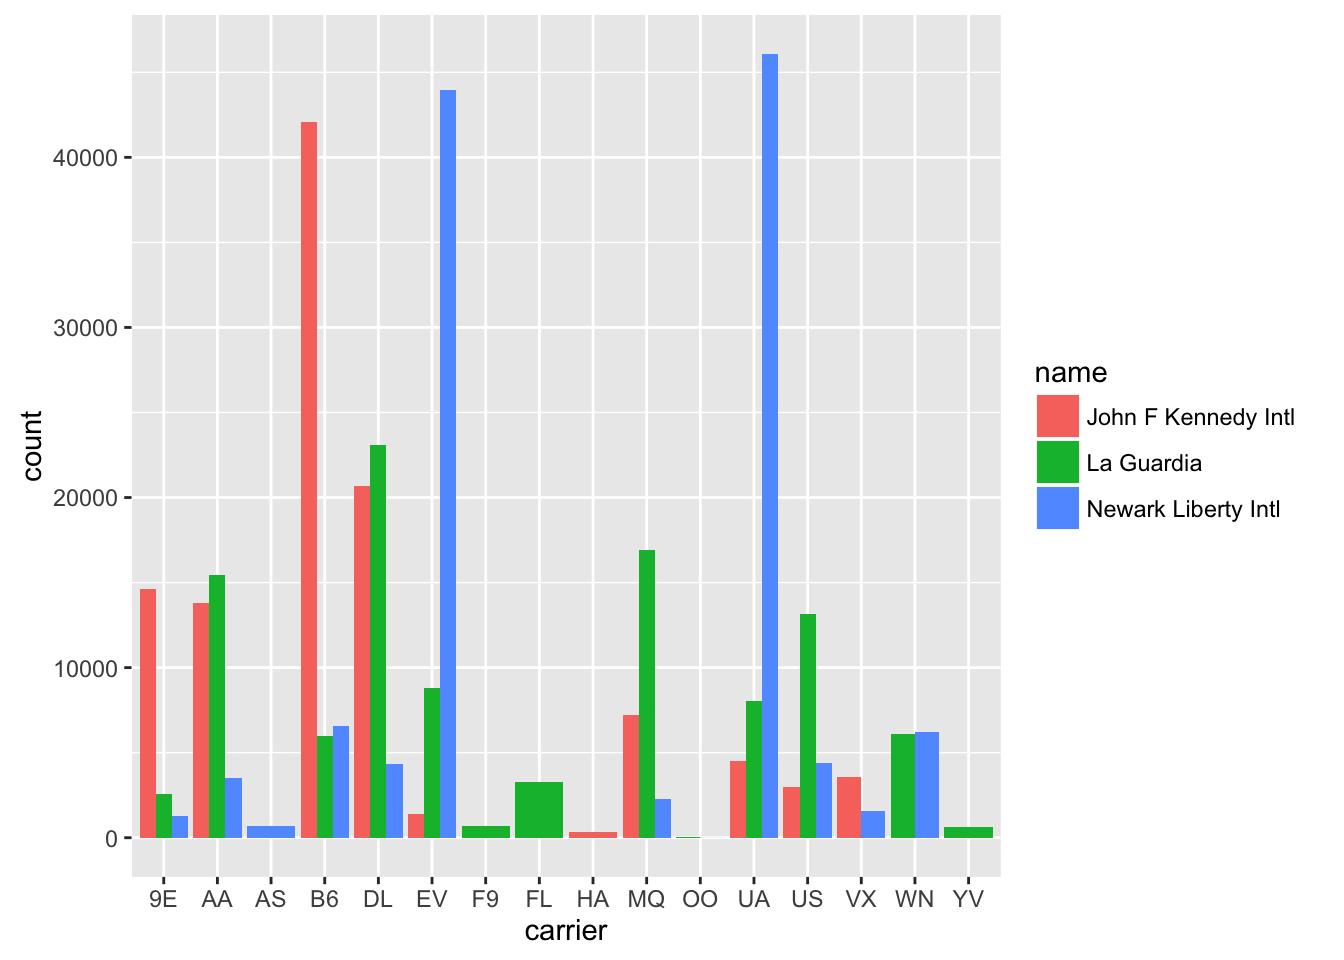 count
40000
30000
20000
10000
0
9E AA AS B6 DL EV F9 FL HA MQ OO UA US VX WN YV
carrier
name
John F Kennedy Intl
La Guardia
Newark Liberty Intl